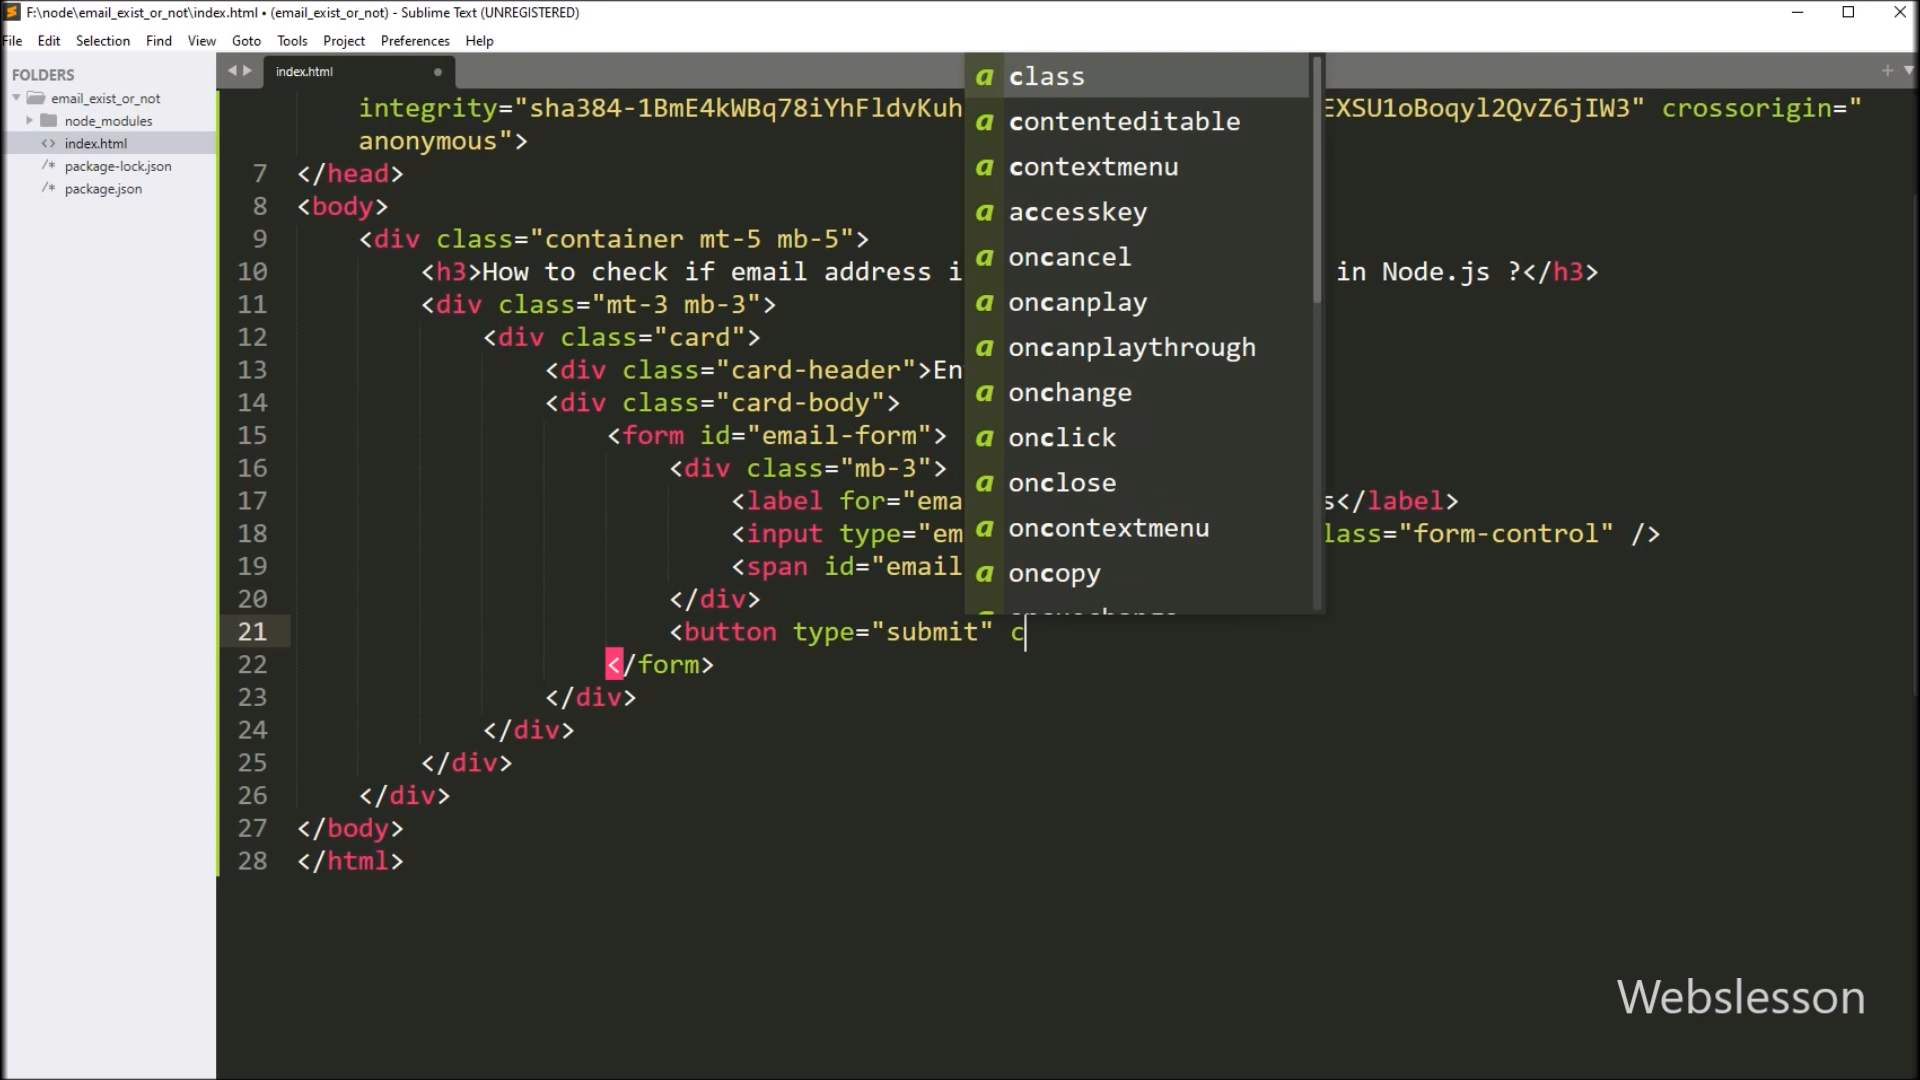 F:\node\email_exist_or_not\index.html • (email_exist_or_not) - Sublime Text (UNREGISTERED)
File Edit Selection Find View Goto Tools Project Preferences Help
FOLDERS
email_exist_or_not
node_modules
index.html
package-lock.json
package.json
index.html
integrity="sha384-1BmE4kWBq78iYhFldvKuh EXSU1oBoqyl2QvZ6jIW3" crossorigin="
anonymous">
7 </head>
8 <body>
9 <div class="container mt-5 mb-5">
10 <h3>How to check if email address i in Node.js ?</h3>
11 <div class="mt-3 mb-3">
12 <div class="card">
13 <div class="card-header">En
14 <div class="card-body">
15 <form id="email-form">
16 <div class="mb-3">
17 <label for="ema s</label>
18 <input type="em lass="form-control" />
19 <span id="email
20 </div>
21 <button type="submit" c
22 </form>
23 </div>
24 </div>
25 </div>
26 </div>
27 </body>
28 </html>
a class
a contenteditable
a contextmenu
a accesskey
a oncancel
a oncanplay
a oncanplaythrough
a onchange
a onclick
a onclose
a oncontextmenu
a oncopy
Webslesson